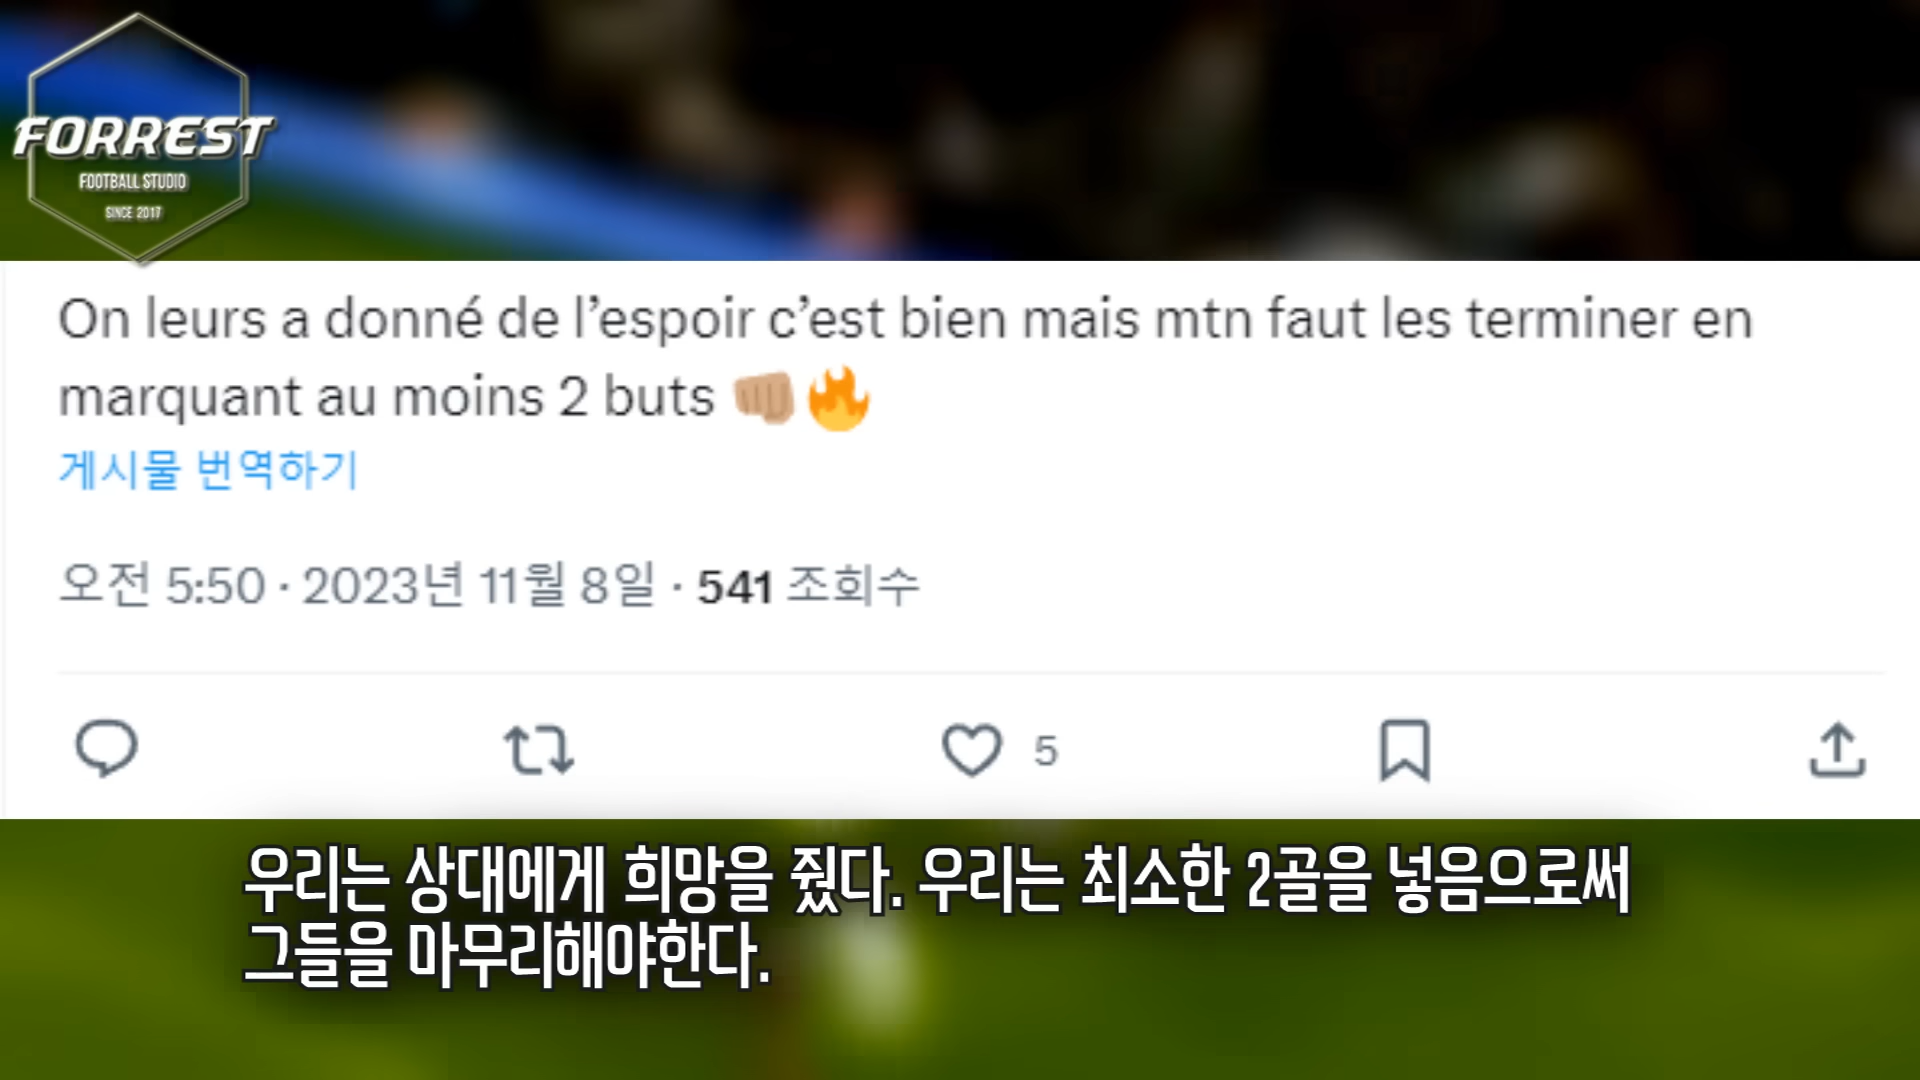 FORREST
FOOTBALL STUDIO
SINCE 2017
On leurs a donné de l’espoir c’est bien mais mtn faut les terminer en
marquant au moins 2 buts 👊🏽🔥
게시물 번역하기
오전 5:50 · 2023년 11월 8일 · 541 조회수
5
우리는 상대에게 희망을 줬다. 우리는 최소한 2골을 넣음으로써
그들을 마무리해야한다.